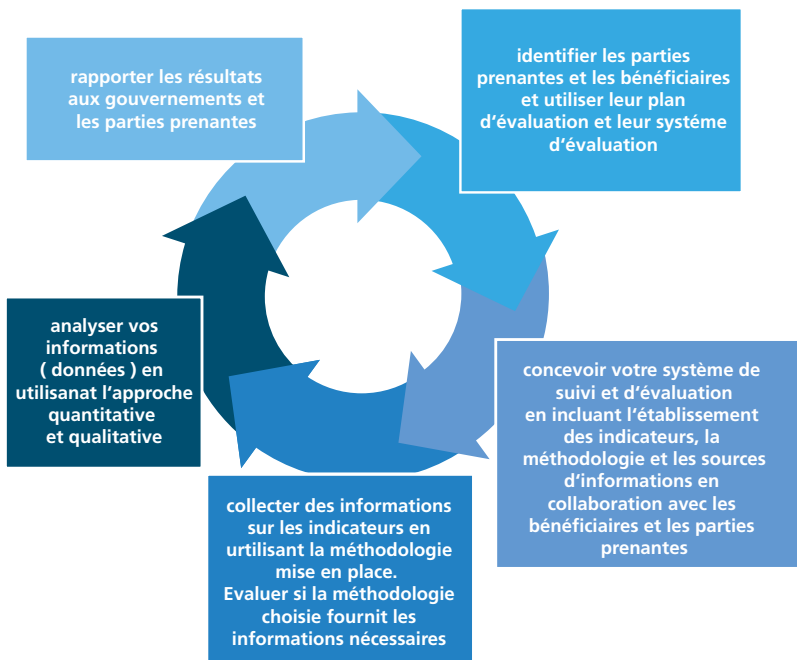 rapporter les résultats
aux gouvernements et
les parties prenantes
identifier les parties
prenantes et les bénéficiaires
et utiliser leur plan
d‘évaluation et leur systéme
d‘évaluation
concevoir votre système de
suivi et d‘évaluation
en incluant l‘établissement
des indicateurs, la
méthodologie et les sources
d‘informations en
collaboration avec les
bénéficiaires et les parties
prenantes
collecter des informations
sur les indicateurs en
urtilisant la méthodologie
mise en place.
Evaluer si la méthodologie
choisie fournit les
informations nécessaires
analyser vos
informations
( données ) en
utilisanat l‘approche
quantitative
et qualitative